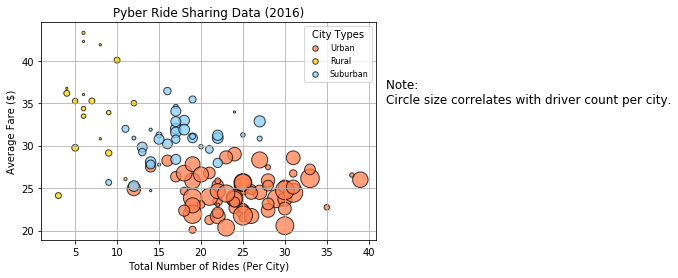 Pyber Ride Sharing Data (2016)
City Types
Urban
Rural
Suburban
Note:
Circle size correlates with driver count per city.
Average Fare ($)
40
35
30
25
20
5
10
15
20
25
30
35
40
Total Number of Rides (Per City)